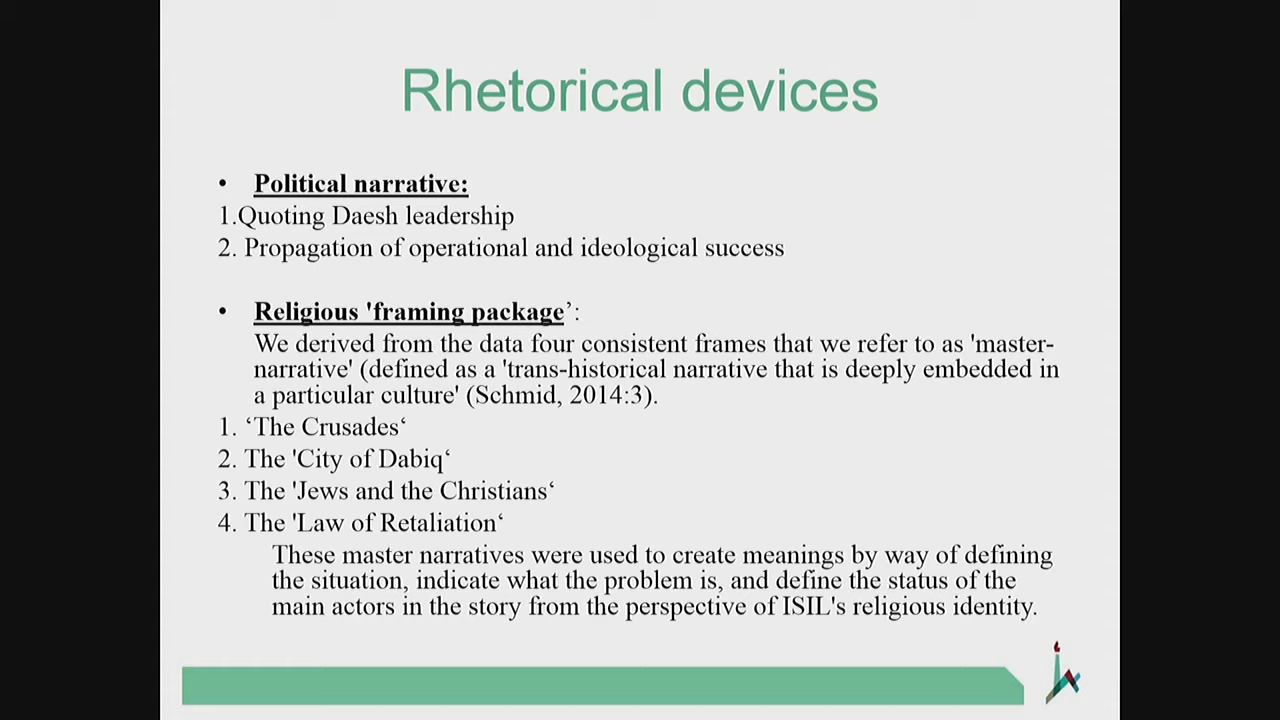 Rhetorical devices
• Political narrative:
1.Quoting Daesh leadership
2. Propagation of operational and ideological success
• Religious 'framing package’:
We derived from the data four consistent frames that we refer to as 'master-
narrative' (defined as a 'trans-historical narrative that is deeply embedded in
a particular culture' (Schmid, 2014:3).
1. ‘The Crusades‘
2. The 'City of Dabiq‘
3. The 'Jews and the Christians‘
4. The 'Law of Retaliation‘
These master narratives were used to create meanings by way of defining
the situation, indicate what the problem is, and define the status of the
main actors in the story from the perspective of ISIL's religious identity.